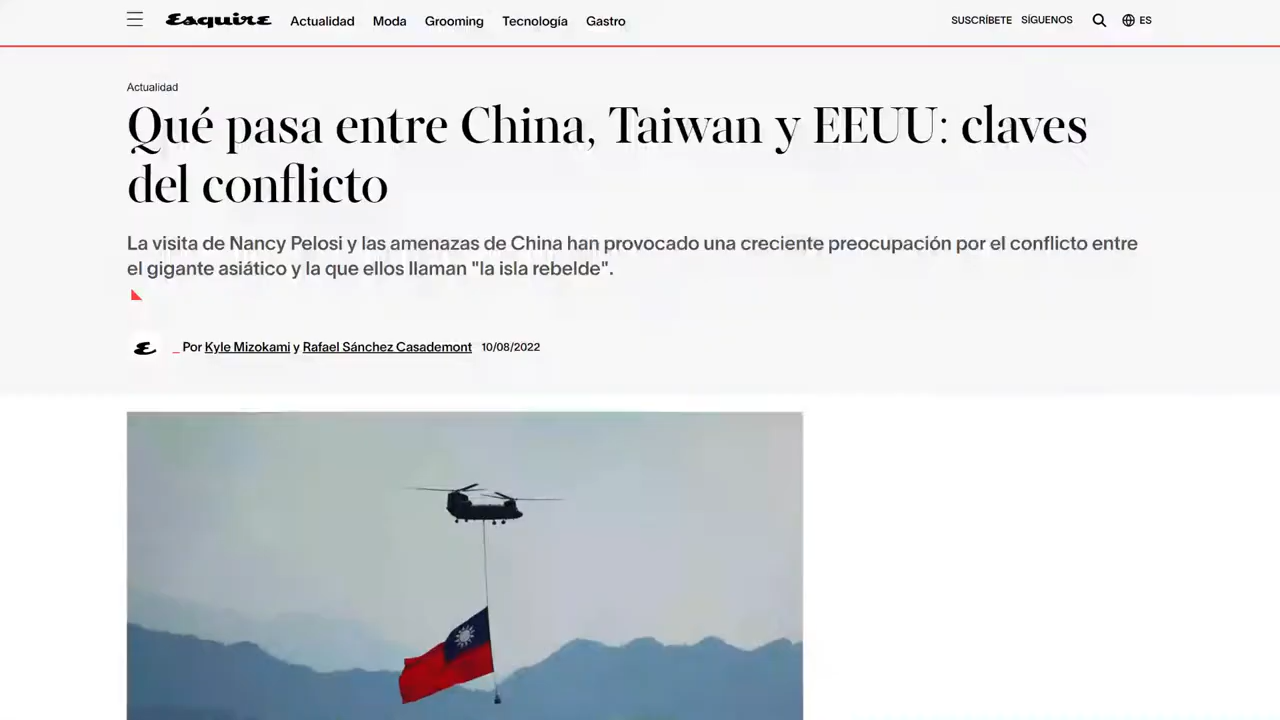 Esquire Actualidad Moda Grooming Tecnología Gastro SUSCRÍBETE SÍGUENOS ES
Actualidad
Qué pasa entre China, Taiwan y EEUU: claves
del conflicto
La visita de Nancy Pelosi y las amenazas de China han provocado una creciente preocupación por el conflicto entre
el gigante asiático y la que ellos llaman "la isla rebelde".
E _ Por Kyle Mizokami y Rafael Sánchez Casademont 10/08/2022